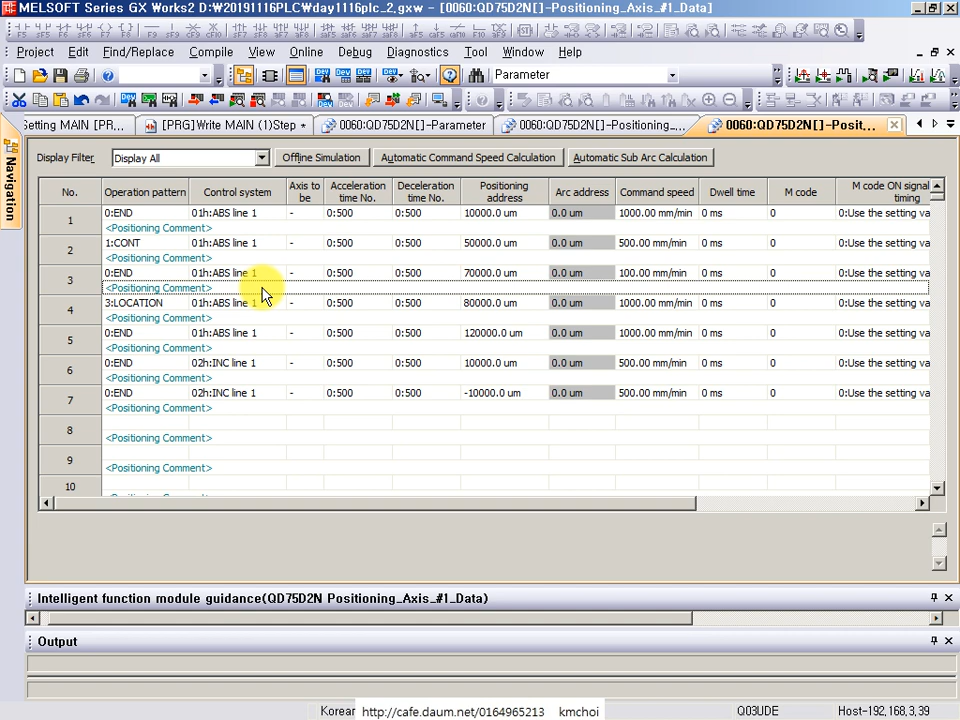 MELSOFT Series GX Works2 D:₩20191116PLC₩day1116plc_2,gxw - [0060:QD75D2N[]-Positioning_Axis_#1_Data]
Project Edit Find/Replace Compile View Online Debug Diagnostics Tool Window Help
Parameter
Setting MAIN [PR... [PRG]Write MAIN (1)Step * 0060:QD75D2N[]-Parameter 0060:QD75D2N[]-Positioning_... 0060:QD75D2N[]-Posit...
Navigation
Display Filter Display All Offline Simulation Automatic Command Speed Calculation Automatic Sub Arc Calculation
No. Operation pattern Control system Axis to be Acceleration time No. Deceleration time No. Positioning address Arc address Command speed Dwell time M code M code ON signal timing
1 0:END 01h:ABS line 1 - 0:500 0:500 10000.0 um 0.0 um 1000.00 mm/min 0 ms 0 0:Use the setting va
<Positioning Comment>
2 1:CONT 01h:ABS line 1 - 0:500 0:500 50000.0 um 0.0 um 500.00 mm/min 0 ms 0 0:Use the setting va
<Positioning Comment>
3 0:END 01h:ABS line 1 - 0:500 0:500 70000.0 um 0.0 um 100.00 mm/min 0 ms 0 0:Use the setting va
<Positioning Comment>
4 3:LOCATION 01h:ABS line 1 - 0:500 0:500 80000.0 um 0.0 um 1000.00 mm/min 0 ms 0 0:Use the setting va
<Positioning Comment>
5 0:END 01h:ABS line 1 - 0:500 0:500 120000.0 um 0.0 um 1000.00 mm/min 0 ms 0 0:Use the setting va
<Positioning Comment>
6 0:END 02h:INC line 1 - 0:500 0:500 10000.0 um 0.0 um 500.00 mm/min 0 ms 0 0:Use the setting va
<Positioning Comment>
7 0:END 02h:INC line 1 - 0:500 0:500 -10000.0 um 0.0 um 500.00 mm/min 0 ms 0 0:Use the setting va
<Positioning Comment>
8
<Positioning Comment>
9
<Positioning Comment>
10
Intelligent function module guidance(QD75D2N Positioning_Axis_#1_Data)
Output
Korear http://cafe.daum.net/0164965213 kmchoi Q03UDE Host-192,168,3,39